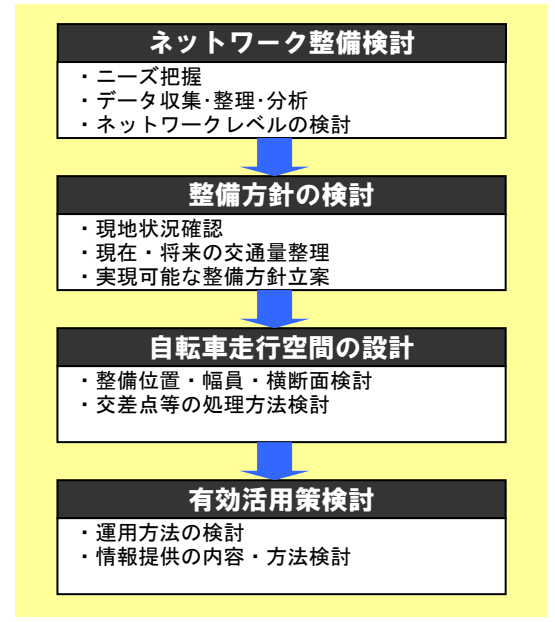 ネットワーク整備検討
・ニーズ把握
・データ収集･整理･分析
・ネットワークレベルの検討
整備方針の検討
・現地状況確認
・現在・将来の交通量整理
・実現可能な整備方針立案
自転車走行空間の設計
・整備位置・幅員・横断面検討
・交差点等の処理方法検討
有効活用策検討
・運用方法の検討
・情報提供の内容・方法検討